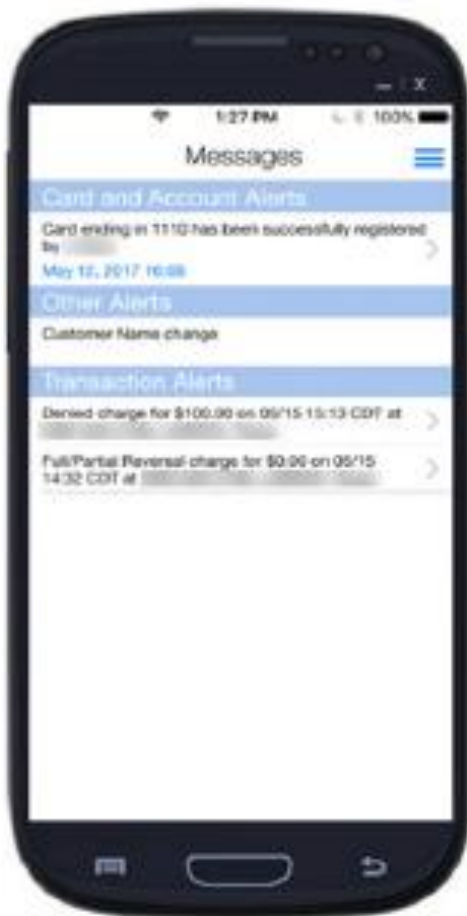 1:27 PM 100%
Messages
Card and Account Alerts
Card ending in 1110 has been successfully registered
by
May 12, 2017 16:08
Other Alerts
Customer Name change
Transaction Alerts
Denied charge for $100.00 on 05/15 15:13 CDT at
Full/Partial Reversal charge for $0.00 on 05/15
14:32 CDT at